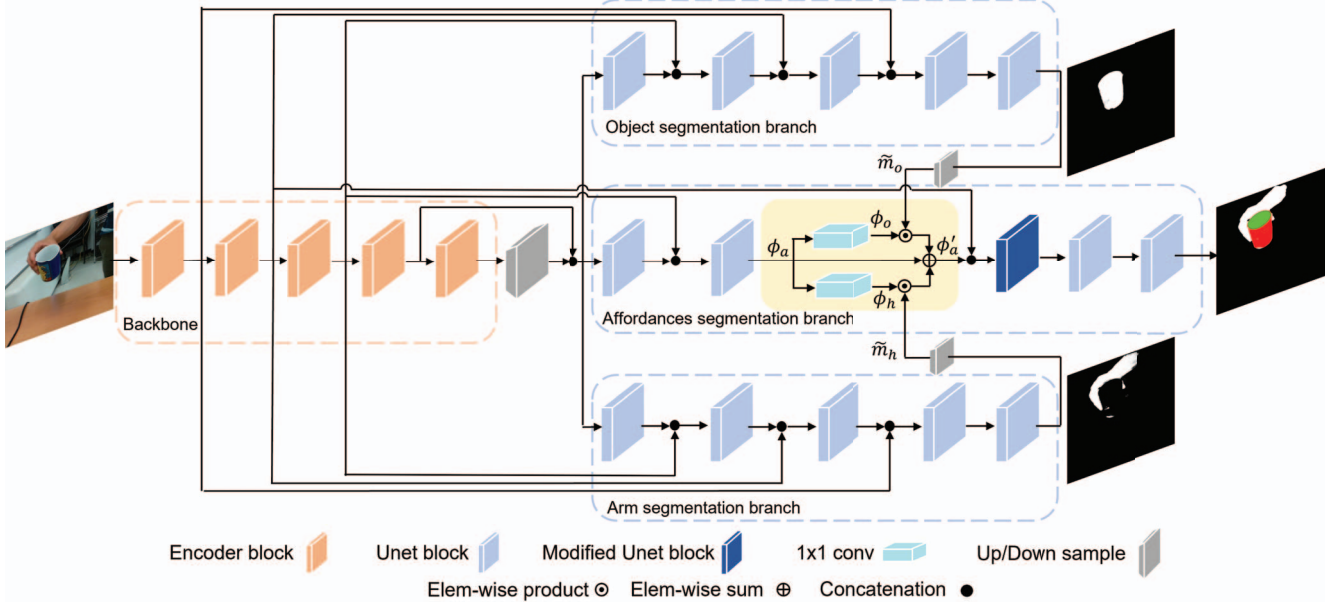 Object segmentation branch
m̃ₒ
ϕₐ
ϕₒ
ϕ′ₐ
ϕₕ
Backbone
Affordances segmentation branch
m̃ₕ
Arm segmentation branch
Encoder block
Unet block
Modified Unet block
1x1 conv
Up/Down sample
Elem-wise product
Elem-wise sum
Concatenation